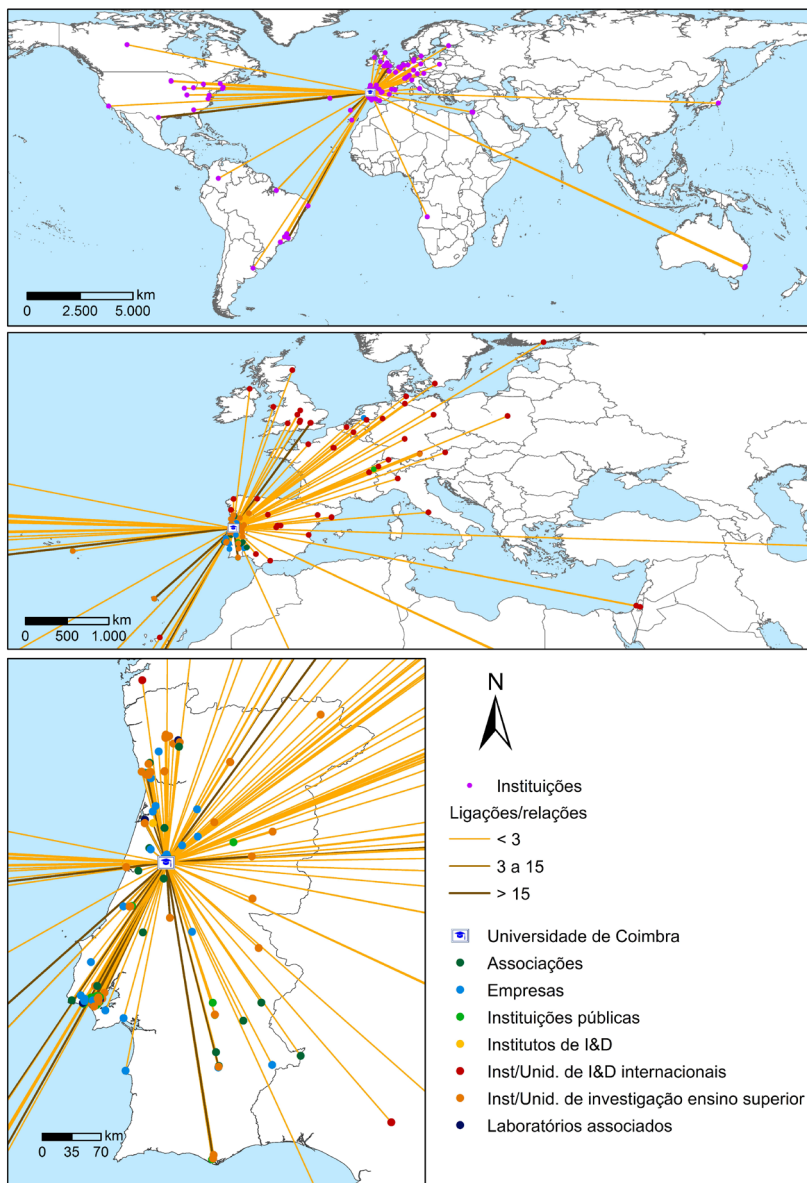 km
0 2.500 5.000
km
0 500 1.000
km
0 35 70
N
Instituições
Ligações/relações
< 3
3 a 15
> 15
Universidade de Coimbra
Associações
Empresas
Instituições públicas
Institutos de I&D
Inst/Unid. de I&D internacionais
Inst/Unid. de investigação ensino superior
Laboratórios associados